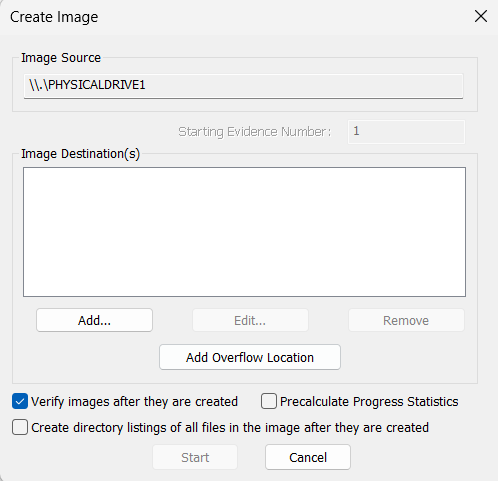 Create Image
Image Source
\\.\PHYSICALDRIVE1
Starting Evidence Number: 1
Image Destination(s)
Add... Edit... Remove
Add Overflow Location
Verify images after they are created Precalculate Progress Statistics
Create directory listings of all files in the image after they are created
Start Cancel